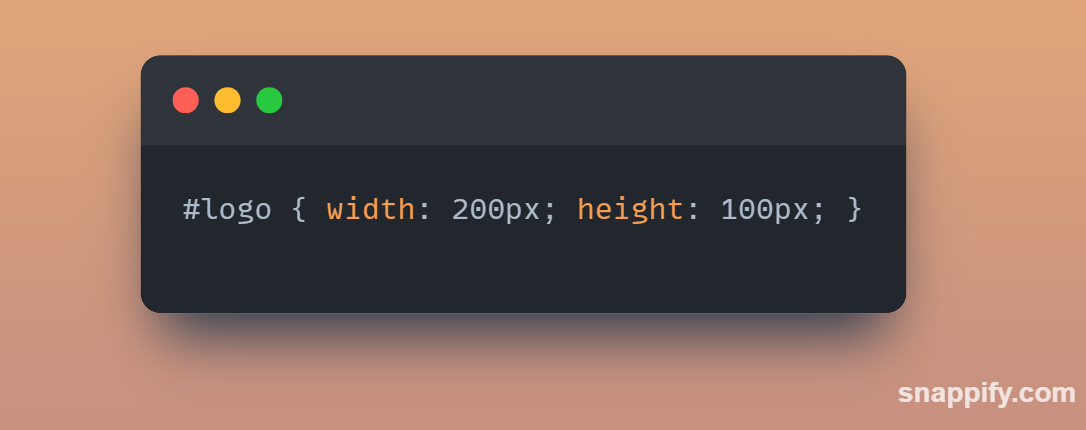 #logo { width: 200px; height: 100px; }
snappify.com